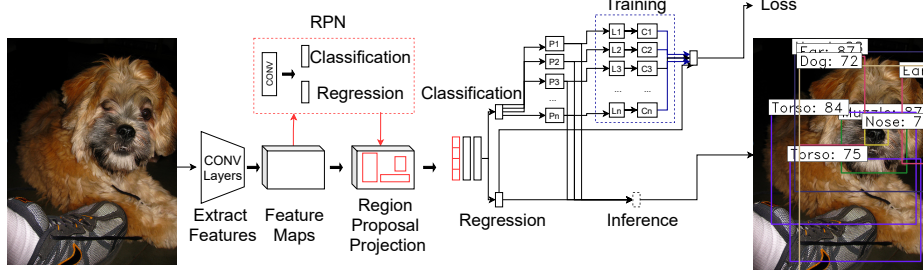 RPN
CONV
Classification
Regression
CONV
Layers
Extract
Features
Feature
Maps
Region
Proposal
Projection
Classification
Regression
P1
P2
P3
...
Pn
Training
L1 C1
L2 C2
L3 C3
... ...
Ln Cn
Loss
Inference
Ear: 87
Dog: 72
Ear
Torso: 84
Nose: 7
Torso: 75